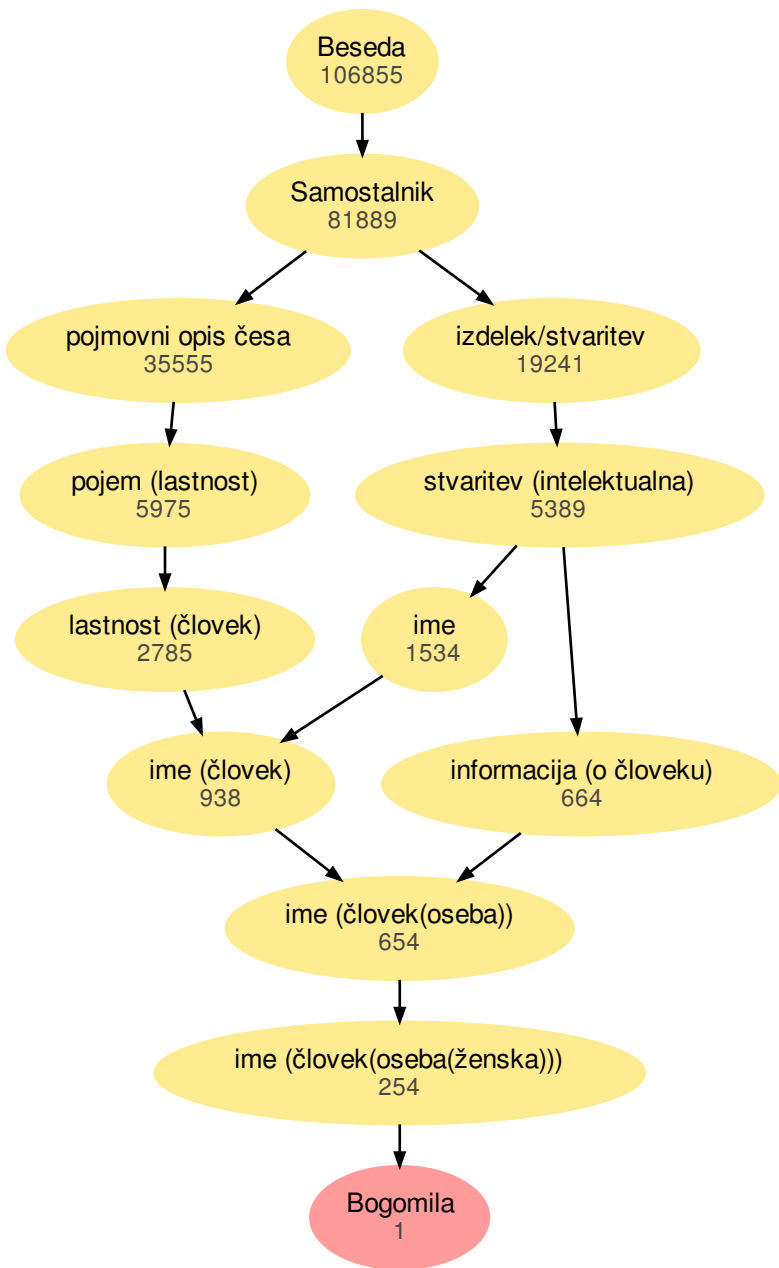 Beseda
106855
Samostalnik
81889
pojmovni opis česa
35555
izdelek/stvaritev
19241
pojem (lastnost)
5975
stvaritev (intelektualna)
5389
lastnost (človek)
2785
ime
1534
ime (človek)
938
informacija (o človeku)
664
ime (človek(oseba))
654
ime (človek(oseba(ženska)))
254
Bogomila
1